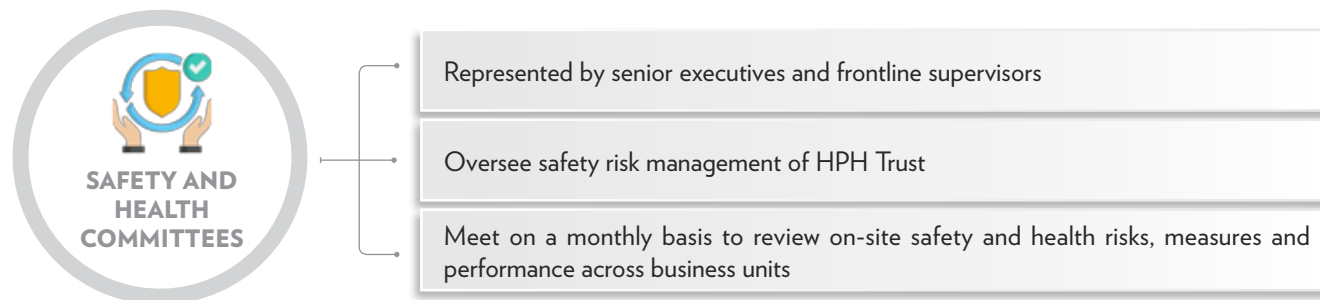 SAFETY AND
HEALTH
COMMITTEES
Represented by senior executives and frontline supervisors
Oversee safety risk management of HPH Trust
Meet on a monthly basis to review on-site safety and health risks, measures and
performance across business units